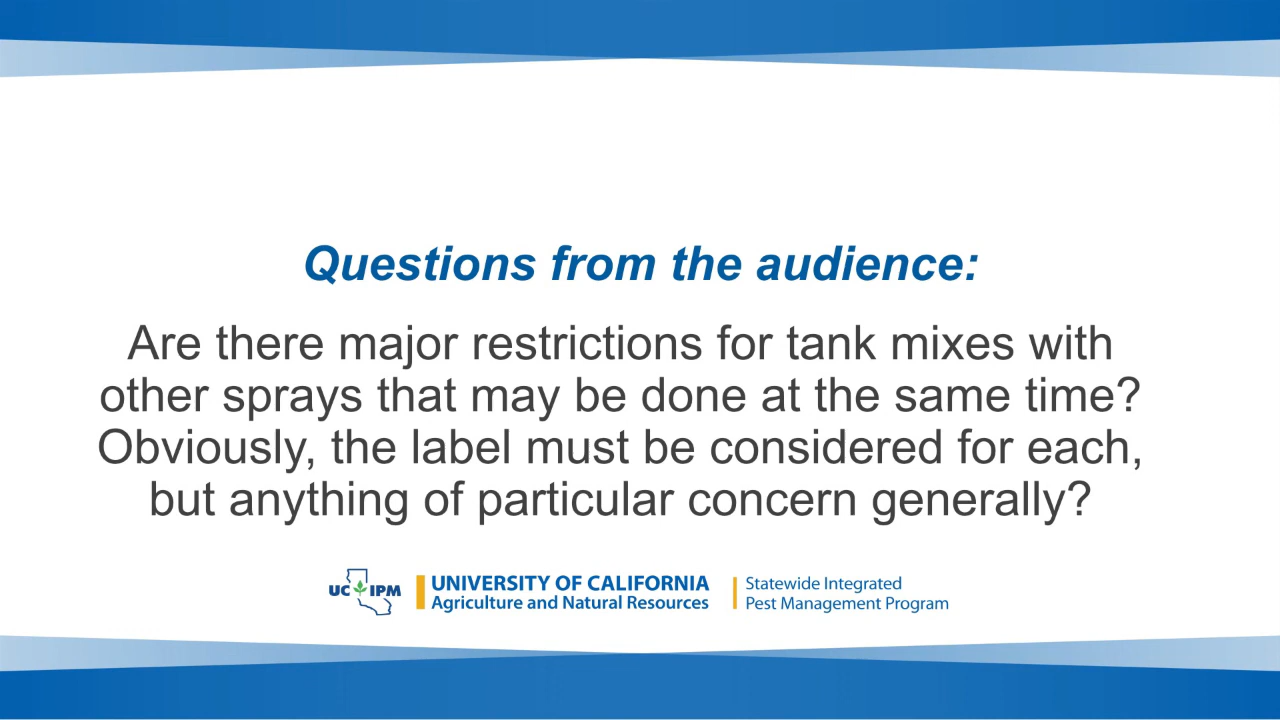 Questions from the audience:
Are there major restrictions for tank mixes with
other sprays that may be done at the same time?
Obviously, the label must be considered for each,
but anything of particular concern generally?
UC IPM
UNIVERSITY OF CALIFORNIA
Agriculture and Natural Resources
Statewide Integrated
Pest Management Program